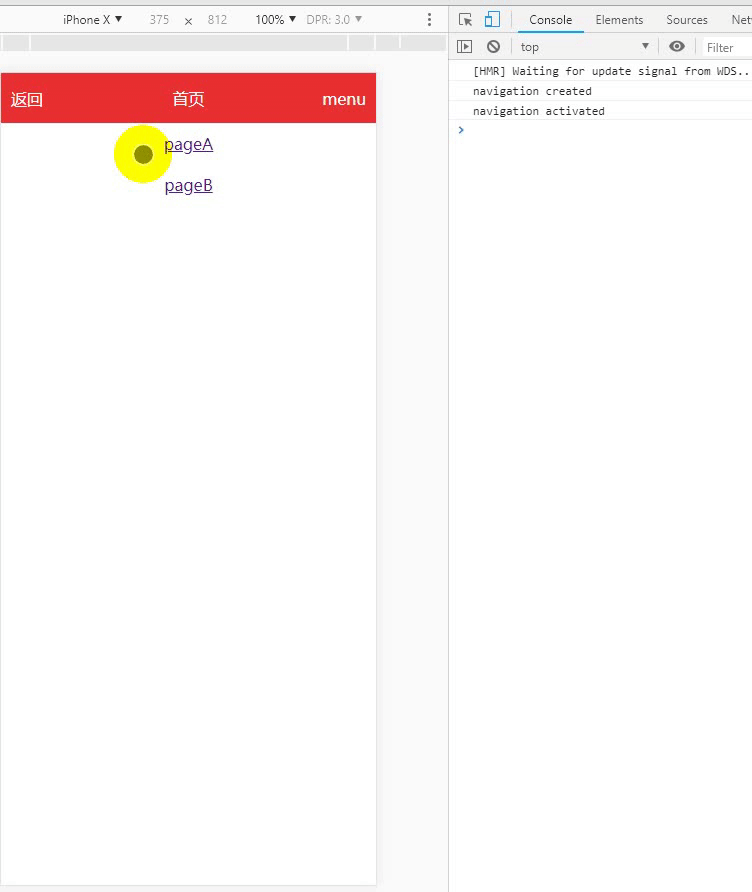 iPhone X ▼ 375 × 812 100% ▼ DPR: 3.0 ▼
返回 首页 menu
pageA
pageB
Console Elements Sources Net
top ▼ Filter
[HMR] Waiting for update signal from WDS..
navigation created
navigation activated